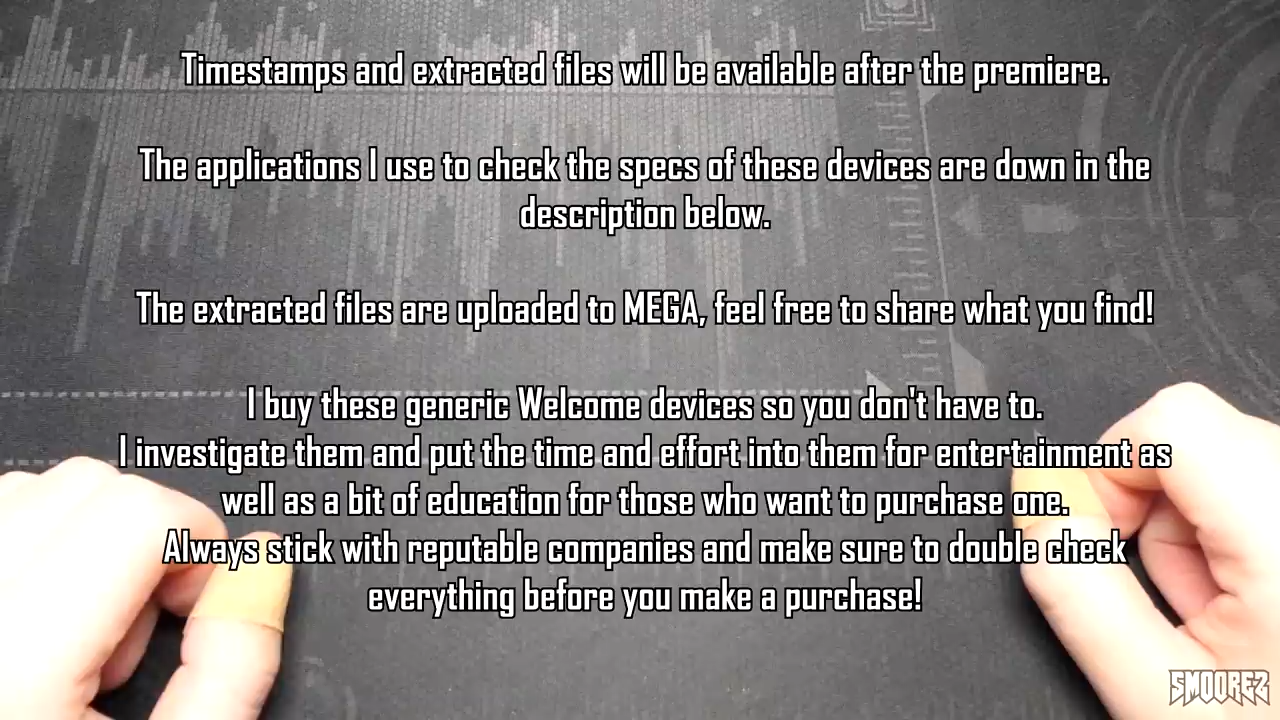 Timestamps and extracted files will be available after the premiere.
The applications I use to check the specs of these devices are down in the
description below.
The extracted files are uploaded to MEGA, feel free to share what you find!
I buy these generic Welcome devices so you don't have to.
I investigate them and put the time and effort into them for entertainment as
well as a bit of education for those who want to purchase one.
Always stick with reputable companies and make sure to double check
everything before you make a purchase!
SMOOREZ